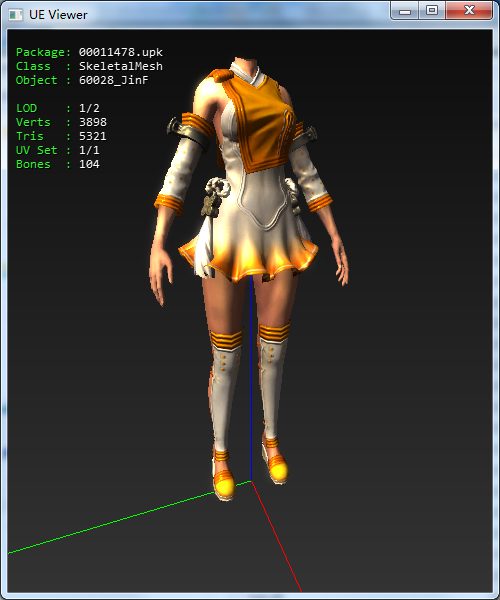 UE Viewer
Package: 00011478.upk
Class  : SkeletalMesh
Object : 60028_JinF
LOD    : 1/2
Verts  : 3898
Tris   : 5321
UV Set : 1/1
Bones  : 104